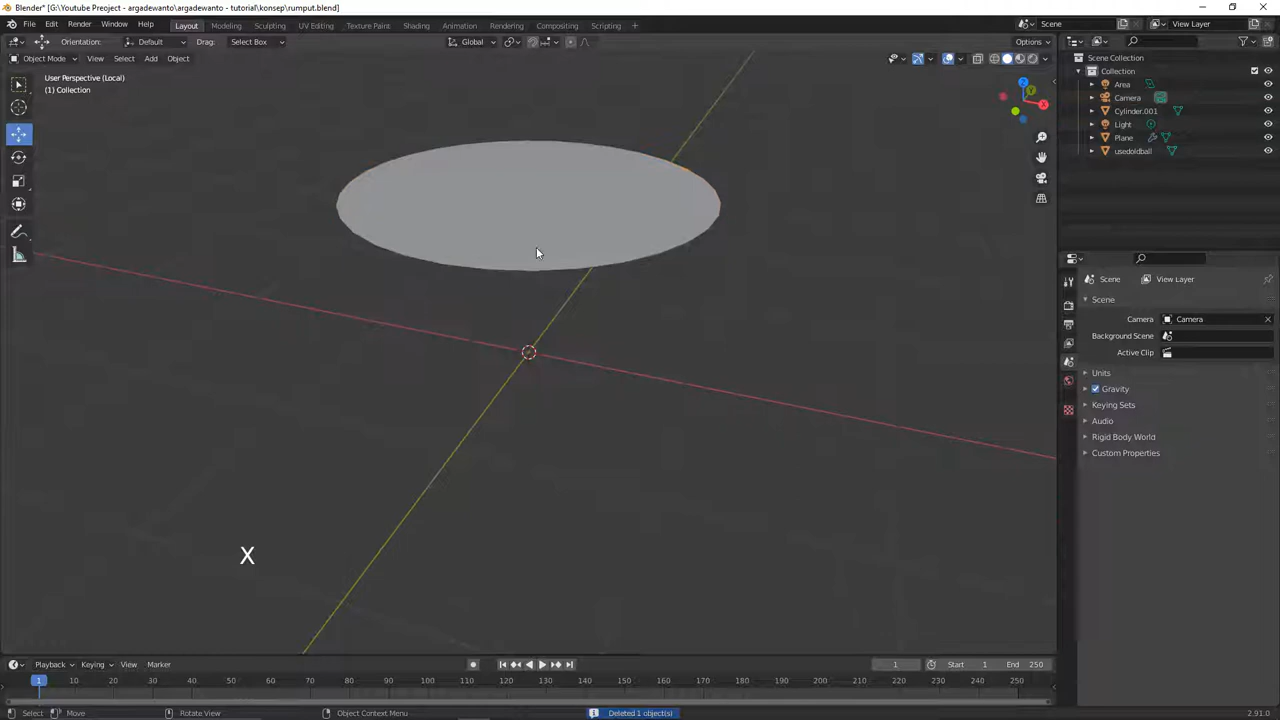 Blender* [G:\Youtube Preoject - argadewanto\argadewanto - tutorial\konsep\rumput.blend]
File Edit Render Window Help Layout Modeling Sculpting UV Editing Texture Paint Shading Animation Rendering Compositing Scripting Scene View Layer
Orientation: Default Drag: Select Box Global Options
Object Mode View Select Add Object
User Perspective (Local)
(1) Collection
Scene Collection
Collection
Area
Camera
Cylinder.001
Light
Plane
usedoldball
X
Y
Z
Scene View Layer
Scene
Camera Camera
Background Scene
Active Clip
Units
Gravity
Keying Sets
Audio
Rigid Body World
Custom Properties
X
Playback Keying View Marker 1 Start 1 End 250
1 10 20 30 40 50 60 70 80 90 100 110 120 130 140 150 160 170 180 190 200 210 220 230 240 250
Select Move Rotate View Object Context Menu Deleted 1 object(s) 2.91.0